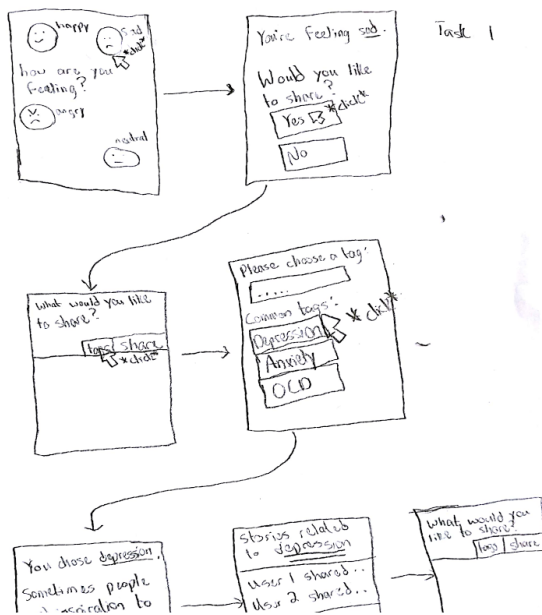 happy
sad
*click*
how are you
feeling?
angry
neutral
You're feeling sad.
Would you like
to share?
Yes *click*
No
Task 1
What would you like
to share?
tags share
*click*
Please choose a tag:
.....
Common tags:
Depression *click*
Anxiety
OCD
You chose depression.
Sometimes people
inspiration to
Stories related
to depression
User 1 shared..
User 2 shared..
What would you
like to share?
tags share